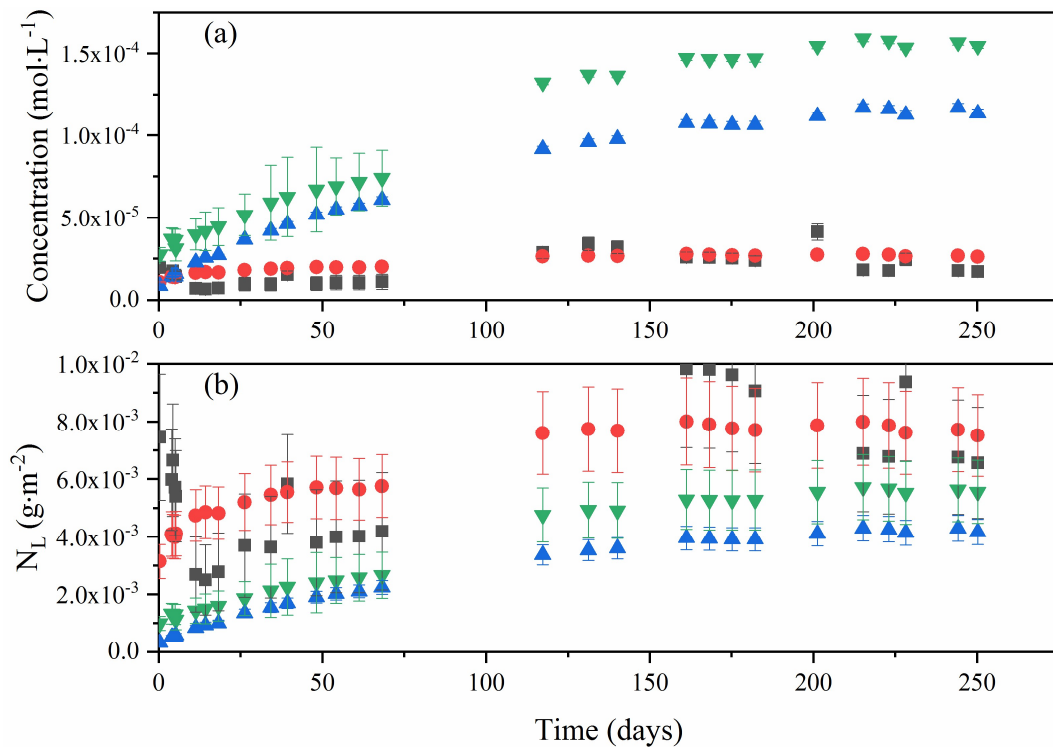 (a)
Concentration (mol·L⁻¹)
1.5x10⁻⁴
1.0x10⁻⁴
5.0x10⁻⁵
0.0
0 50 100 150 200 250
(b)
N_L (g·m⁻²)
1.0x10⁻²
8.0x10⁻³
6.0x10⁻³
4.0x10⁻³
2.0x10⁻³
0.0
0 50 100 150 200 250
Time (days)